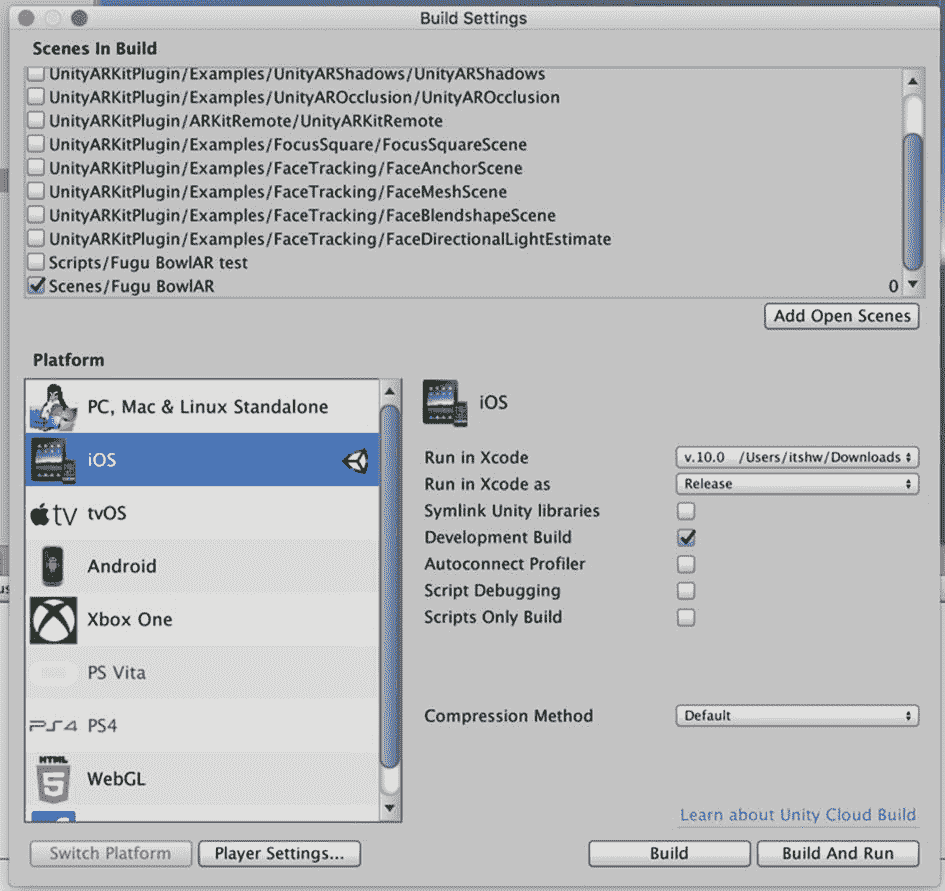 Build Settings
Scenes In Build
UnityARKitPlugin/Examples/UnityARShadows/UnityARShadows
UnityARKitPlugin/Examples/UnityAROcclusion/UnityAROcclusion
UnityARKitPlugin/ARKitRemote/UnityARKitRemote
UnityARKitPlugin/Examples/FocusSquare/FocusSquareScene
UnityARKitPlugin/Examples/FaceTracking/FaceAnchorScene
UnityARKitPlugin/Examples/FaceTracking/FaceMeshScene
UnityARKitPlugin/Examples/FaceTracking/FaceBlendshapeScene
UnityARKitPlugin/Examples/FaceTracking/FaceDirectionalLightEstimate
Scripts/Fugu BowlAR test
Scenes/Fugu BowlAR 0
Add Open Scenes
Platform
PC, Mac & Linux Standalone
iOS
tv tvOS
Android
Xbox One
PS Vita
PS4 PS4
HTML
5 WebGL
iOS
Run in Xcode v.10.0 /Users/itshw/Downloads
Run in Xcode as Release
Symlink Unity libraries
Development Build
Autoconnect Profiler
Script Debugging
Scripts Only Build
Compression Method Default
Learn about Unity Cloud Build
Switch Platform Player Settings... Build Build And Run